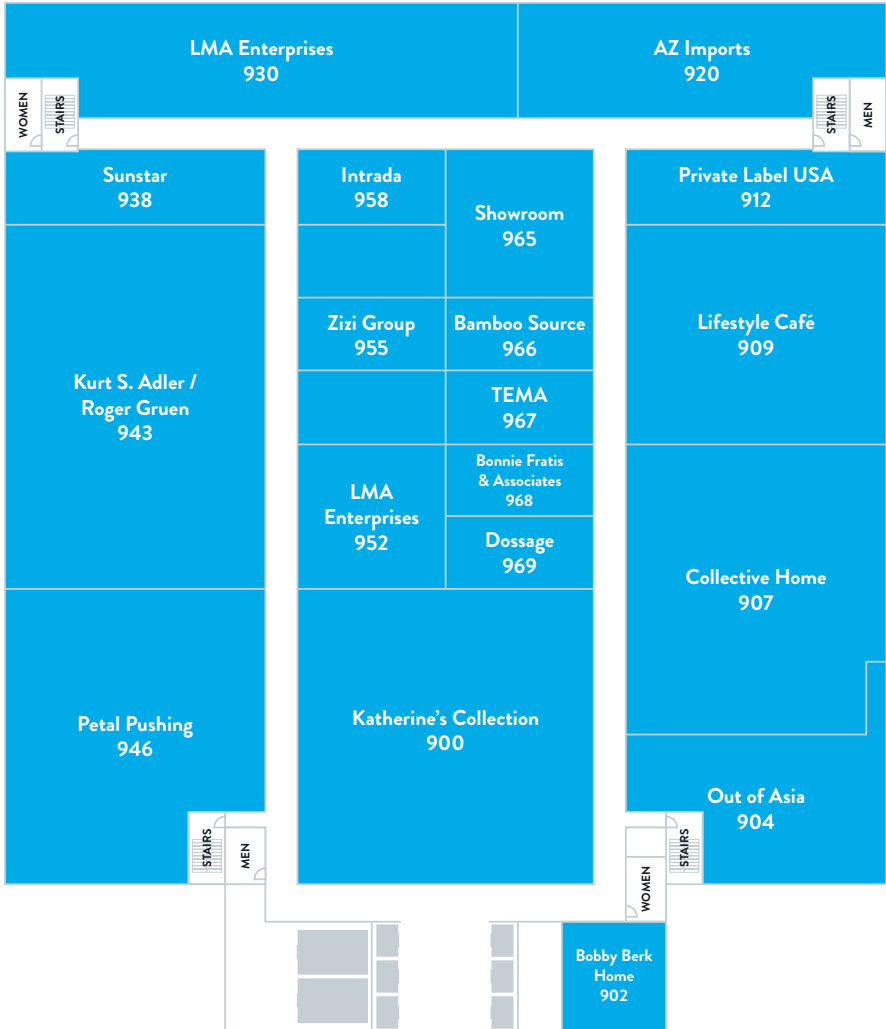 LMA Enterprises
930
AZ Imports
920
WOMEN
STAIRS
STAIRS
MEN
Sunstar
938
Intrada
958
Showroom
965
Private Label USA
912
Zizi Group
955
Bamboo Source
966
Lifestyle Café
909
Kurt S. Adler /
Roger Gruen
943
TEMA
967
LMA
Enterprises
952
Bonnie Fratis
& Associates
968
Dossage
969
Collective Home
907
Petal Pushing
946
Katherine's Collection
900
Out of Asia
904
STAIRS
MEN
WOMEN
STAIRS
Bobby Berk
Home
902